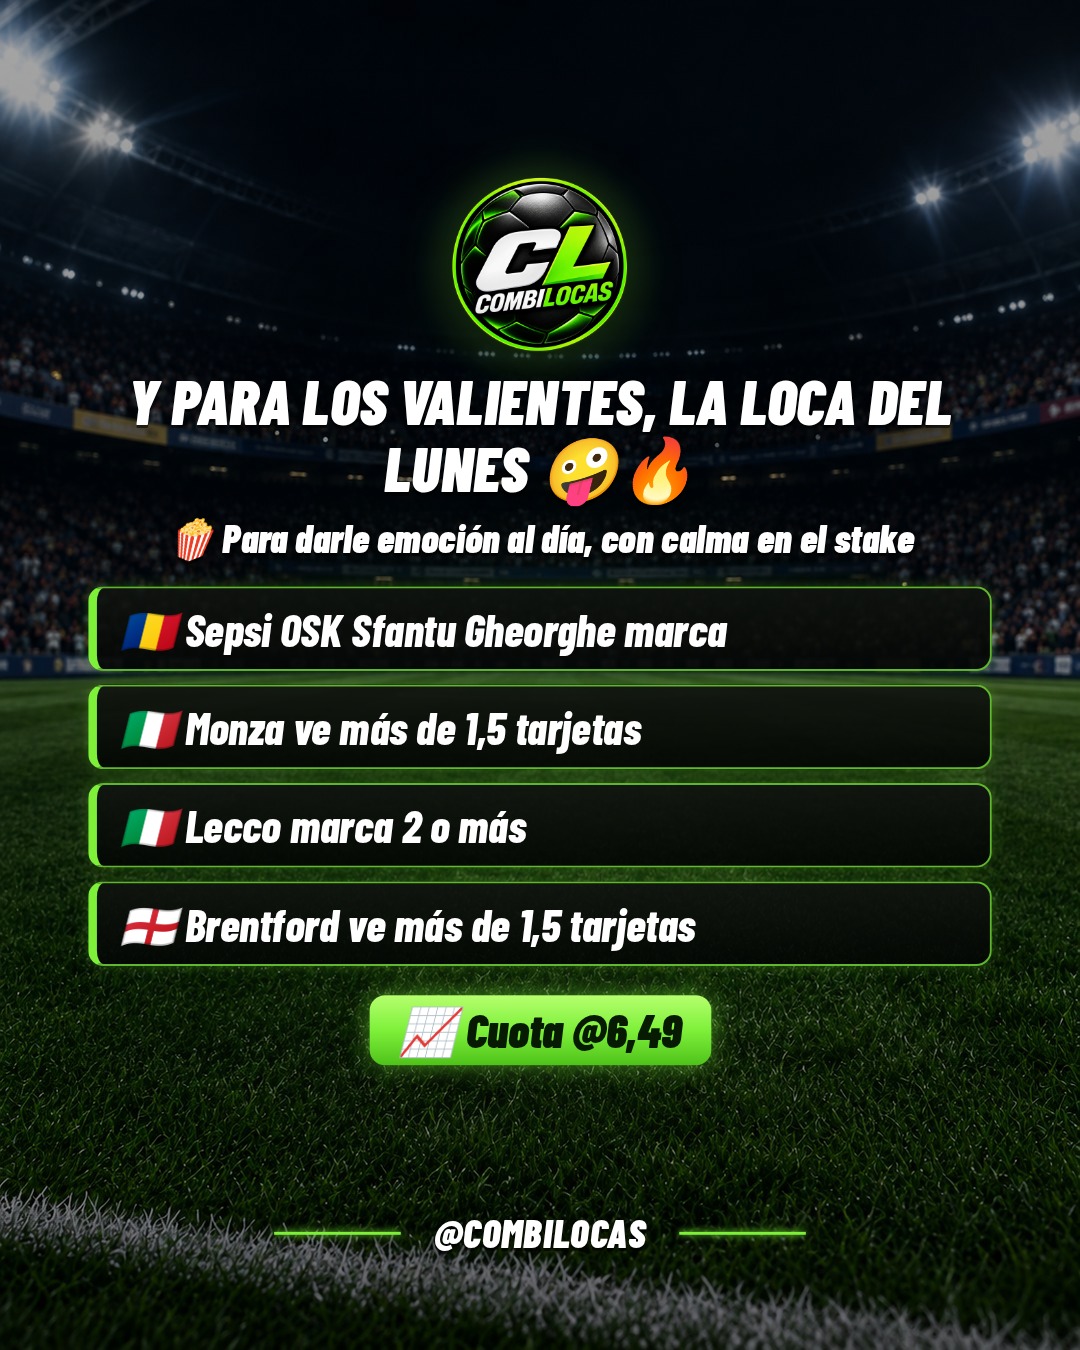 CL
COMBILOCAS
Y PARA LOS VALIENTES, LA LOCA DEL
LUNES 🤪🔥
🍿 Para darle emoción al día, con calma en el stake
🇷🇴 Sepsi OSK Sfantu Gheorghe marca
🇮🇹 Monza ve más de 1,5 tarjetas
🇮🇹 Lecco marca 2 o más
🏴󠁧󠁢󠁥󠁮󠁧󠁿 Brentford ve más de 1,5 tarjetas
📈 Cuota @6,49
@COMBILOCAS